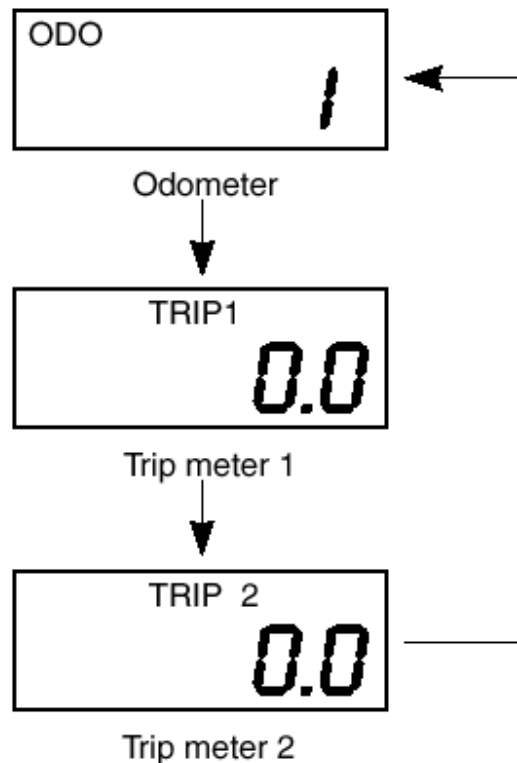 ODO
1
Odometer
TRIP1
0.0
Trip meter 1
TRIP 2
0.0
Trip meter 2